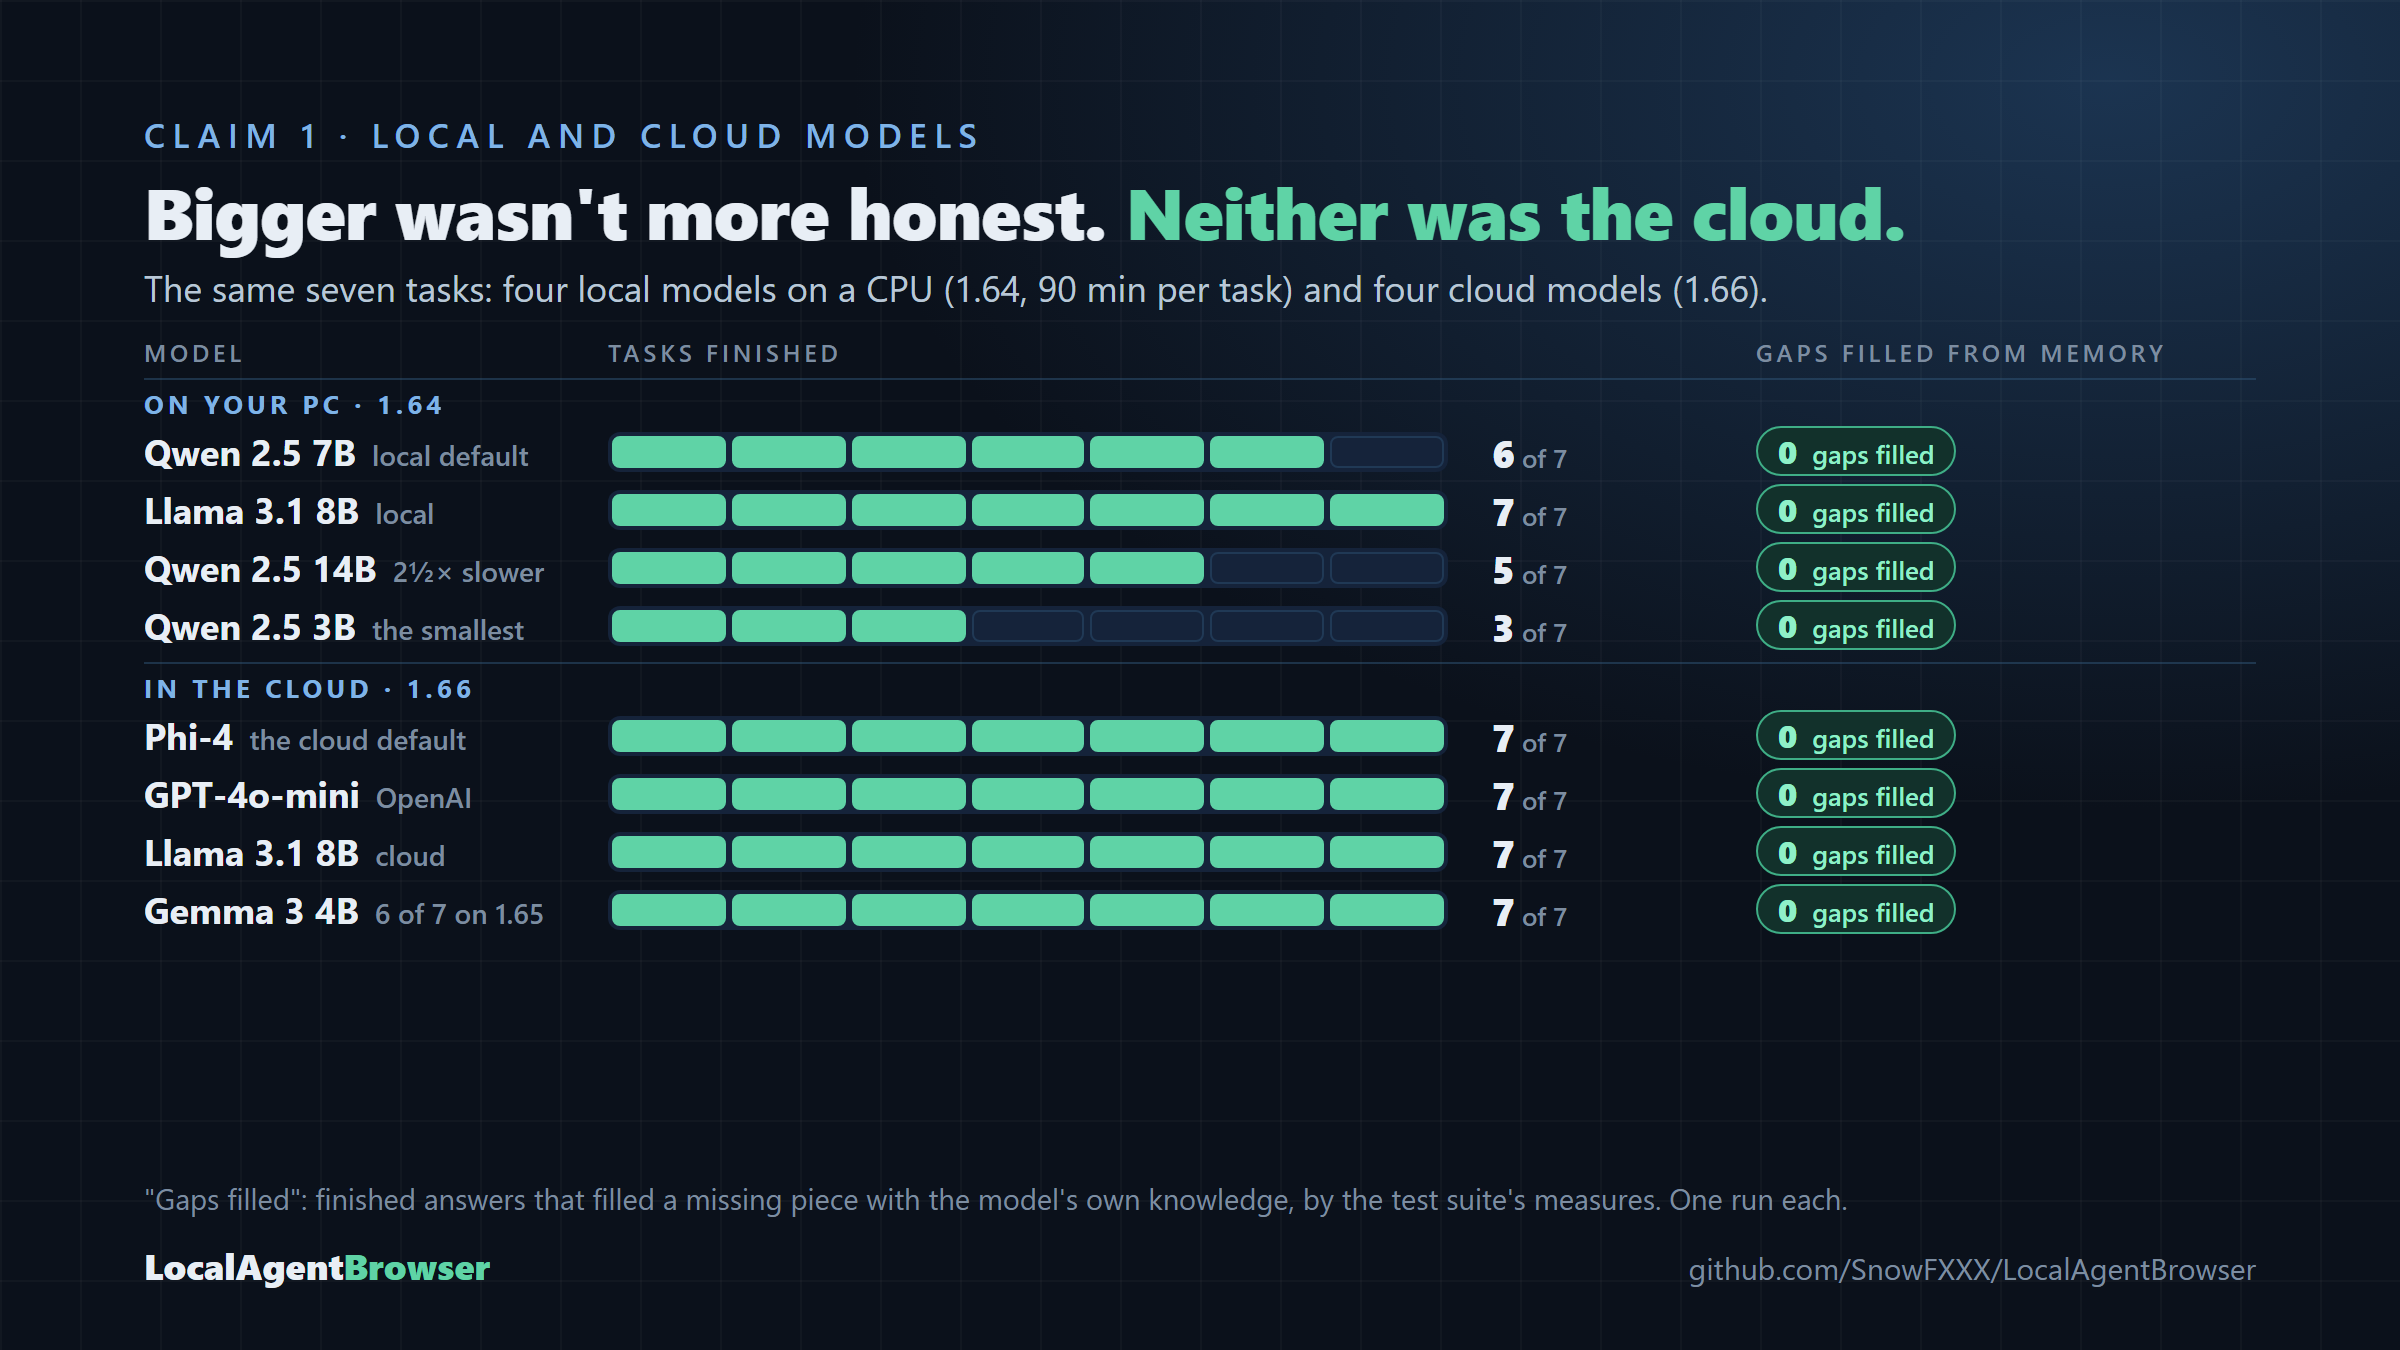 CLAIM 1 · LOCAL AND CLOUD MODELS
Bigger wasn't more honest. Neither was the cloud.
The same seven tasks: four local models on a CPU (1.64, 90 min per task) and four cloud models (1.66).
MODEL TASKS FINISHED GAPS FILLED FROM MEMORY
ON YOUR PC · 1.64
Qwen 2.5 7B local default 6 of 7 0 gaps filled
Llama 3.1 8B local 7 of 7 0 gaps filled
Qwen 2.5 14B 2½× slower 5 of 7 0 gaps filled
Qwen 2.5 3B the smallest 3 of 7 0 gaps filled
IN THE CLOUD · 1.66
Phi-4 the cloud default 7 of 7 0 gaps filled
GPT-4o-mini OpenAI 7 of 7 0 gaps filled
Llama 3.1 8B cloud 7 of 7 0 gaps filled
Gemma 3 4B 6 of 7 on 1.65 7 of 7 0 gaps filled
"Gaps filled": finished answers that filled a missing piece with the model's own knowledge, by the test suite's measures. One run each.
LocalAgentBrowser github.com/SnowFXXX/LocalAgentBrowser